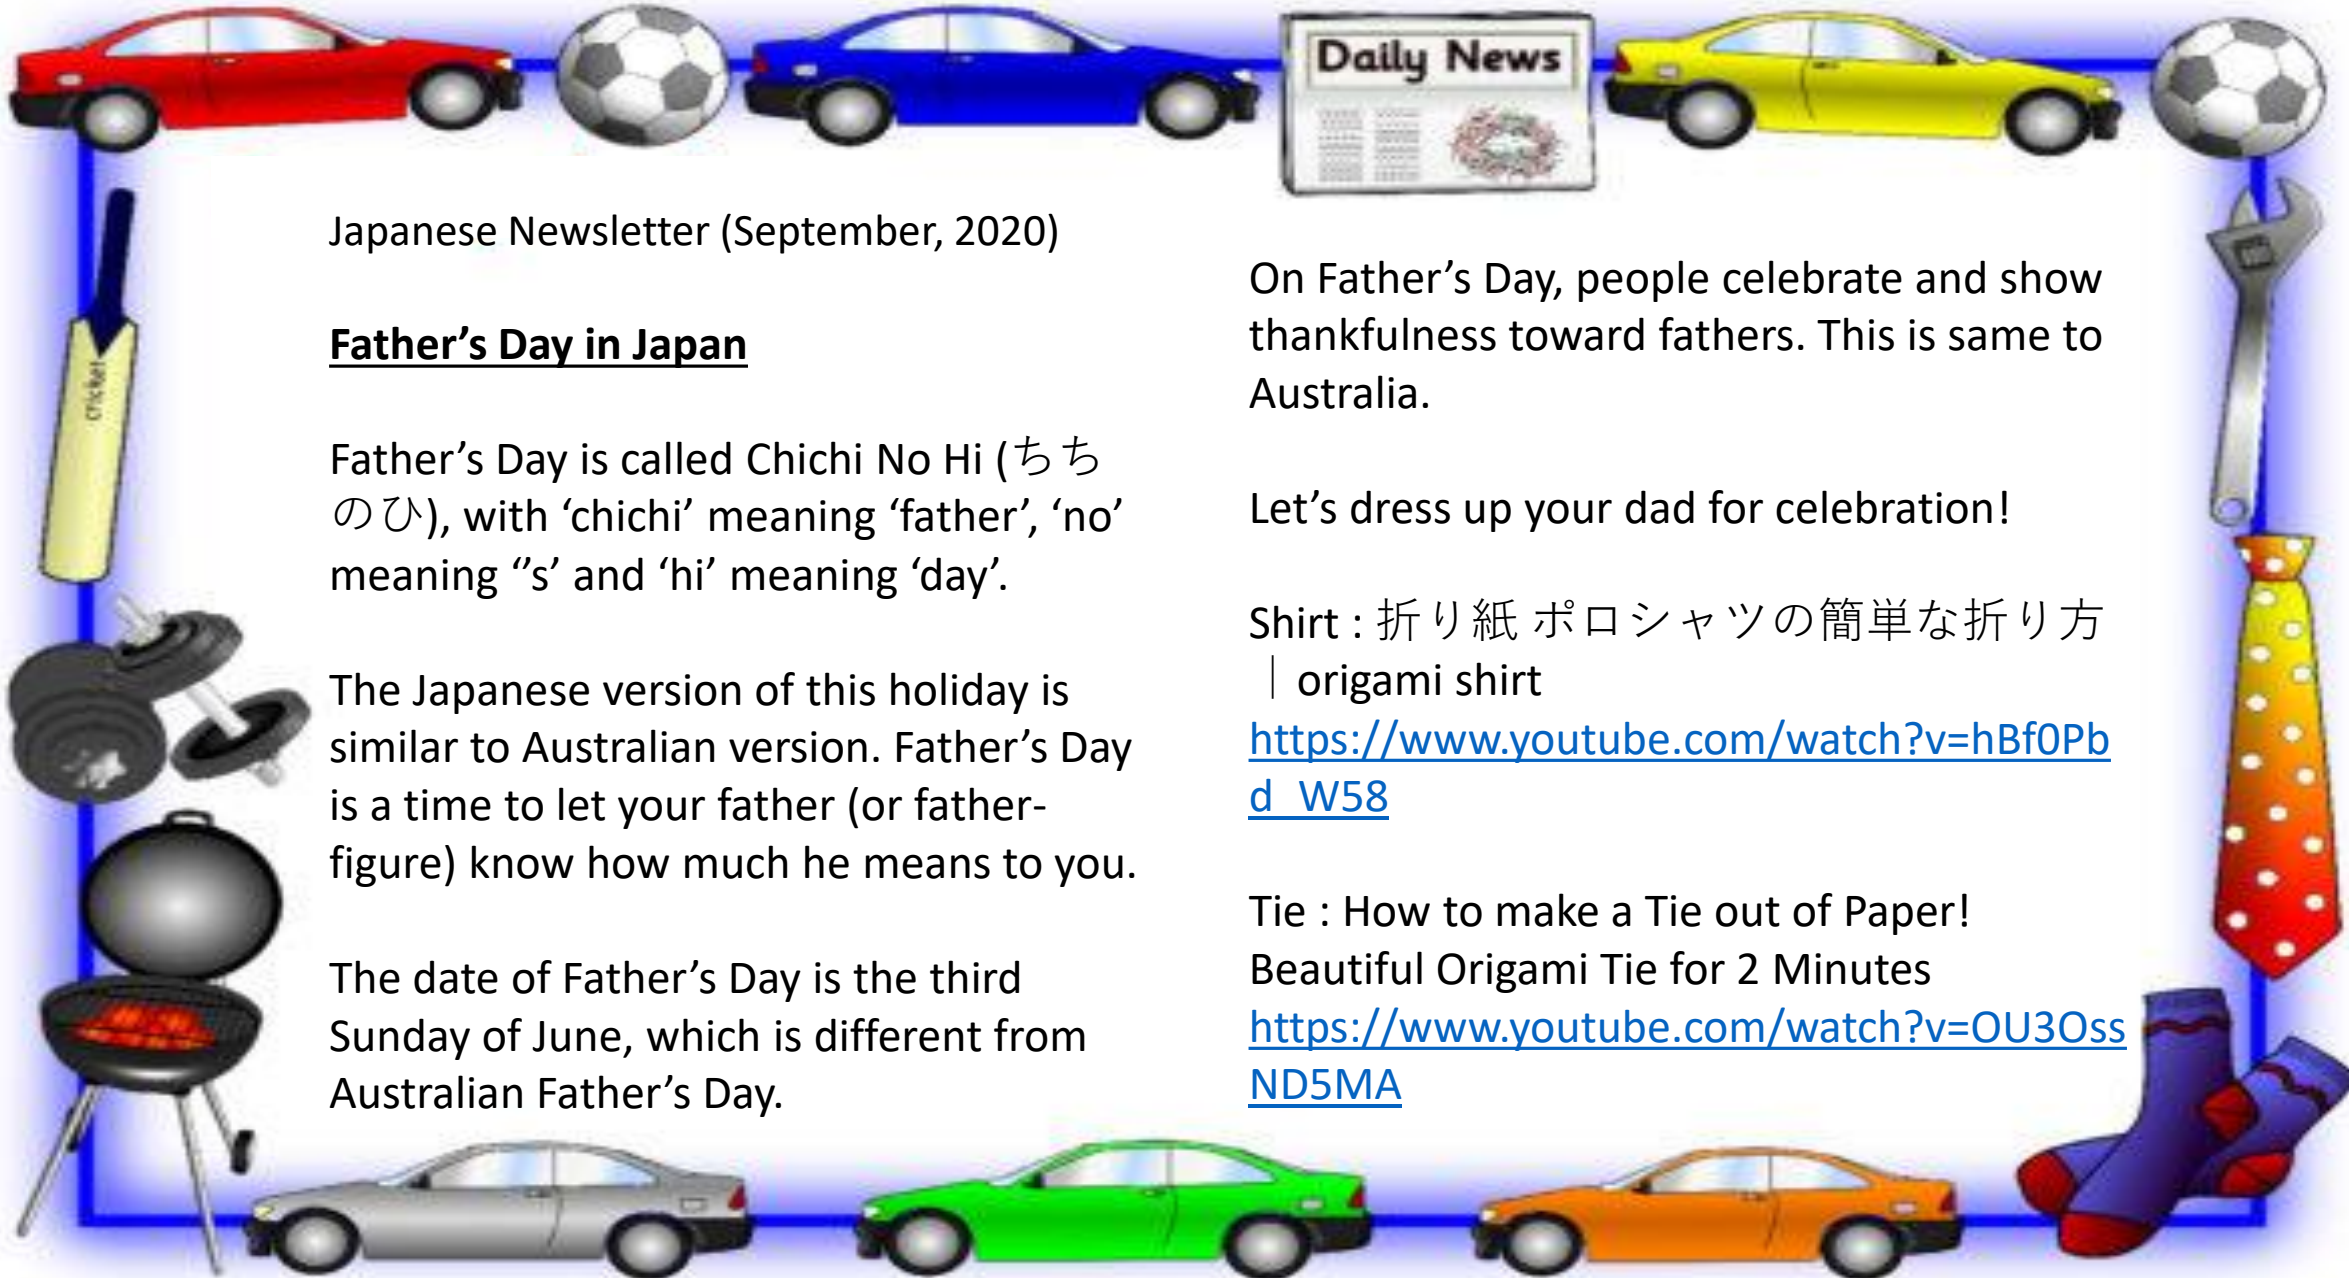 Daily News
cricket
Japanese Newsletter (September, 2020)
Father’s Day in Japan
Father’s Day is called Chichi No Hi (ちち
のひ), with ‘chichi’ meaning ‘father’, ‘no’
meaning ‘’s’ and ‘hi’ meaning ‘day’.
The Japanese version of this holiday is
similar to Australian version. Father’s Day
is a time to let your father (or father-
figure) know how much he means to you.
The date of Father’s Day is the third
Sunday of June, which is different from
Australian Father’s Day.
On Father’s Day, people celebrate and show
thankfulness toward fathers. This is same to
Australia.
Let’s dress up your dad for celebration!
Shirt : 折り紙 ポロシャツの簡単な折り方
｜origami shirt
https://www.youtube.com/watch?v=hBf0Pb
d_W58
Tie : How to make a Tie out of Paper!
Beautiful Origami Tie for 2 Minutes
https://www.youtube.com/watch?v=OU3Oss
ND5MA